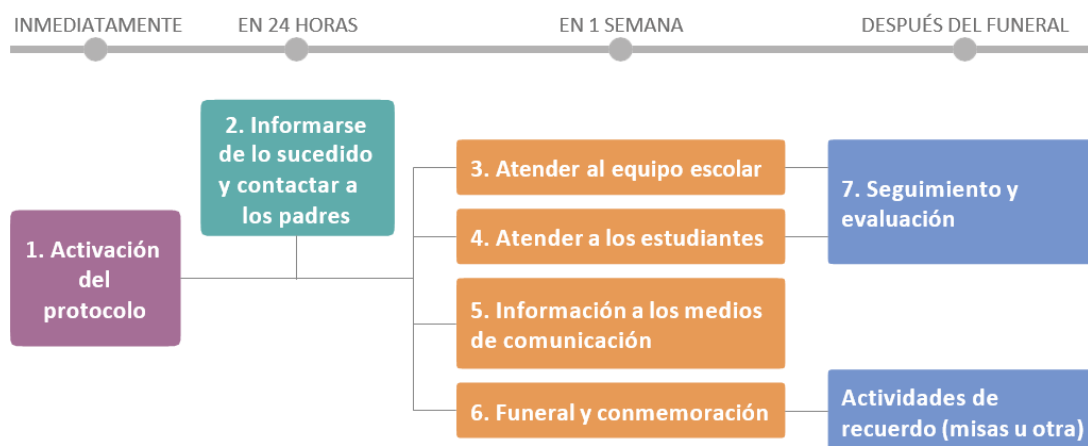 INMEDIATAMENTE
EN 24 HORAS
EN 1 SEMANA
DESPUÉS DEL FUNERAL
1. Activación
del
protocolo
2. Informarse
de lo sucedido
y contactar a
los padres
3. Atender al equipo escolar
4. Atender a los estudiantes
5. Información a los medios
de comunicación
6. Funeral y conmemoración
7. Seguimiento y
evaluación
Actividades de
recuerdo (misas u otra)